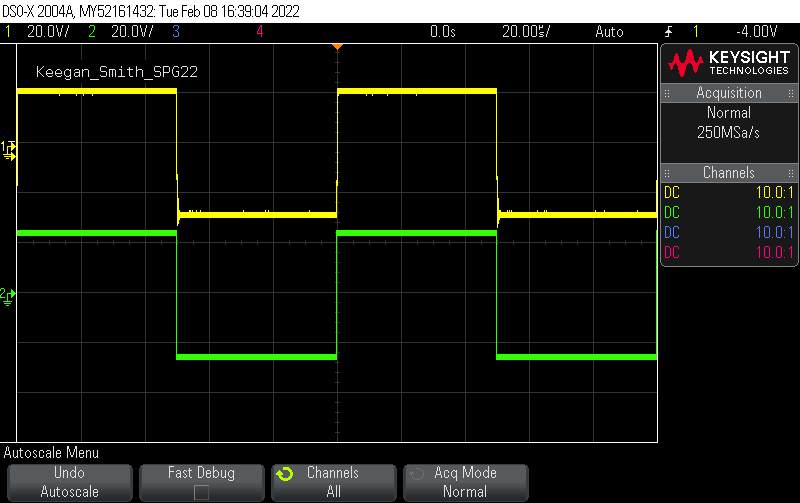 DSO-X 2004A, MY52161432: Tue Feb 08 16:39:04 2022
1 20.0V/ 2 20.0V/ 3 4 0.0s 20.00㎲/ Auto 1 -4.00V
Keegan_Smith_SPG22
KEYSIGHT
TECHNOLOGIES
Acquisition
Normal
250MSa/s
Channels
DC 10.0:1
DC 10.0:1
DC 10.0:1
DC 10.0:1
1
2
Autoscale Menu
Undo
Autoscale
Fast Debug
Channels
All
Acq Mode
Normal